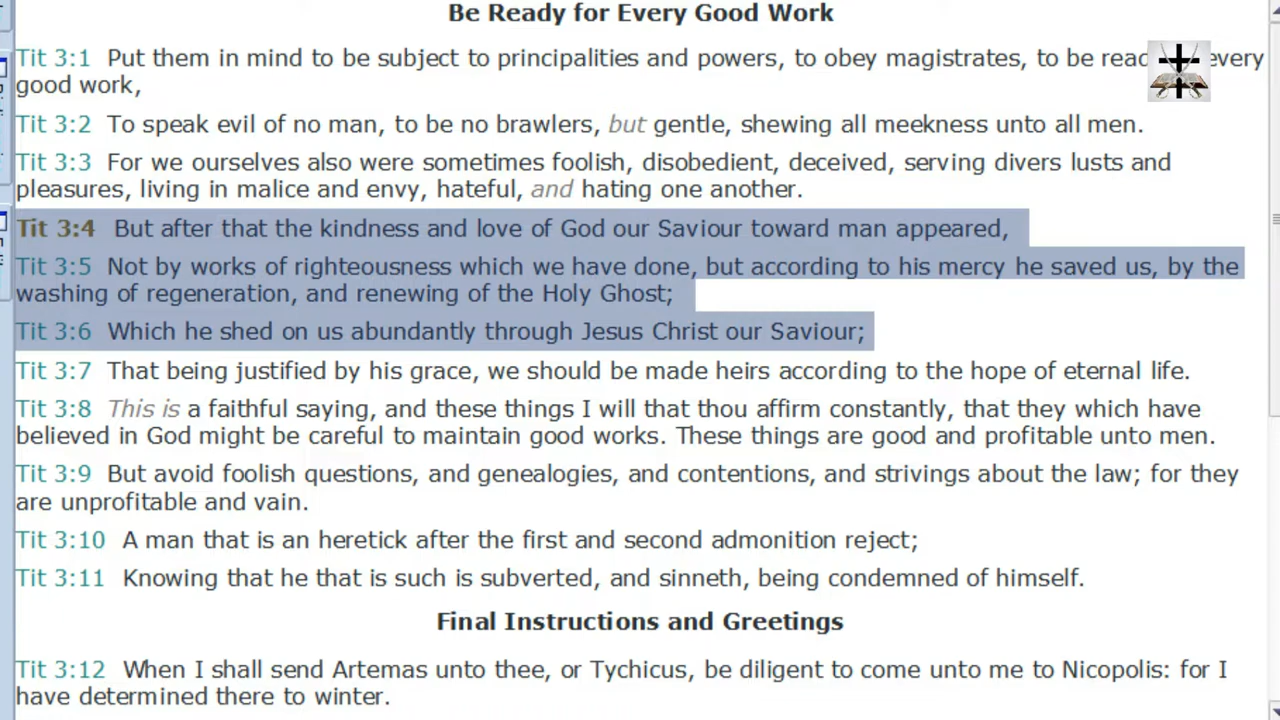 Be Ready for Every Good Work
Tit 3:1 Put them in mind to be subject to principalities and powers, to obey magistrates, to be every
good work,
Tit 3:2 To speak evil of no man, to be no brawlers, but gentle, shewing all meekness unto all men.
Tit 3:3 For we ourselves also were sometimes foolish, disobedient, deceived, serving divers lusts and
pleasures, living in malice and envy, hateful, and hating one another.
Tit 3:4 But after that the kindness and love of God our Saviour toward man appeared,
Tit 3:5 Not by works of righteousness which we have done, but according to his mercy he saved us, by the
washing of regeneration, and renewing of the Holy Ghost;
Tit 3:6 Which he shed on us abundantly through Jesus Christ our Saviour;
Tit 3:7 That being justified by his grace, we should be made heirs according to the hope of eternal life.
Tit 3:8 This is a faithful saying, and these things I will that thou affirm constantly, that they which have
believed in God might be careful to maintain good works. These things are good and profitable unto men.
Tit 3:9 But avoid foolish questions, and genealogies, and contentions, and strivings about the law; for they
are unprofitable and vain.
Tit 3:10 A man that is an heretick after the first and second admonition reject;
Tit 3:11 Knowing that he that is such is subverted, and sinneth, being condemned of himself.
Final Instructions and Greetings
Tit 3:12 When I shall send Artemas unto thee, or Tychicus, be diligent to come unto me to Nicopolis: for I
have determined there to winter.